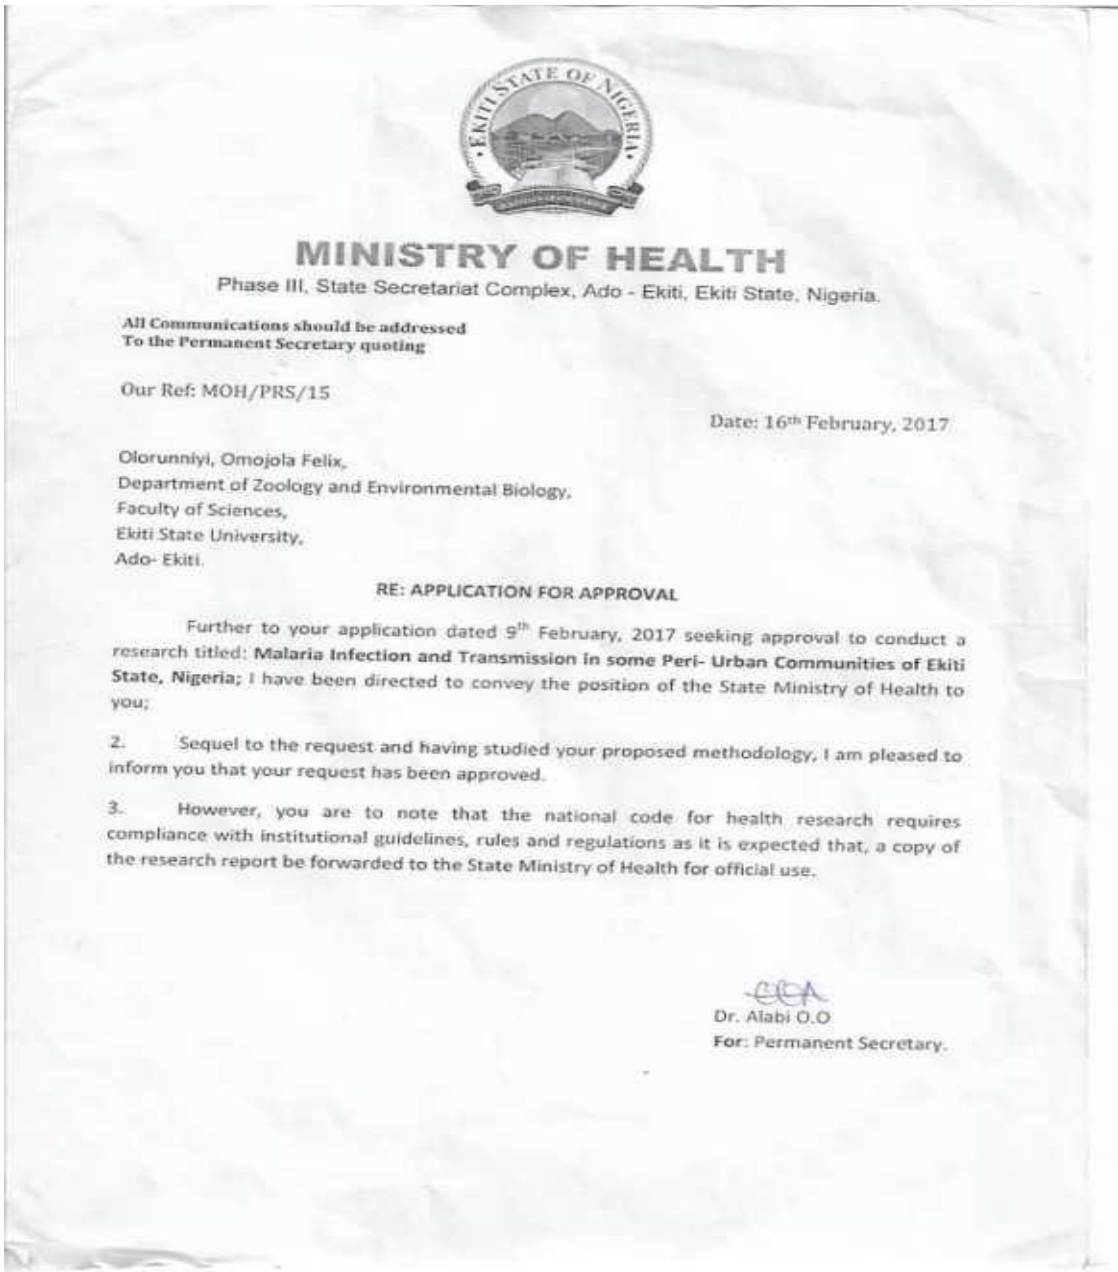 EKITI STATE OF NIGERIA
MINISTRY OF HEALTH
Phase III, State Secretariat Complex, Ado - Ekiti, Ekiti State, Nigeria.
All Communications should be addressed
To the Permanent Secretary quoting
Our Ref: MOH/PRS/15
Date: 16th February, 2017
Olorunniyi, Omojola Felix,
Department of Zoology and Environmental Biology,
Faculty of Sciences,
Ekiti State University,
Ado- Ekiti.
RE: APPLICATION FOR APPROVAL
Further to your application dated 9th February, 2017 seeking approval to conduct a
research titled: Malaria Infection and Transmission in some Peri- Urban Communities of Ekiti
State, Nigeria; I have been directed to convey the position of the State Ministry of Health to
you;
2. Sequel to the request and having studied your proposed methodology, I am pleased to
inform you that your request has been approved.
3. However, you are to note that the national code for health research requires
compliance with institutional guidelines, rules and regulations as it is expected that, a copy of
the research report be forwarded to the State Ministry of Health for official use.
Dr. Alabi O.O
For: Permanent Secretary.